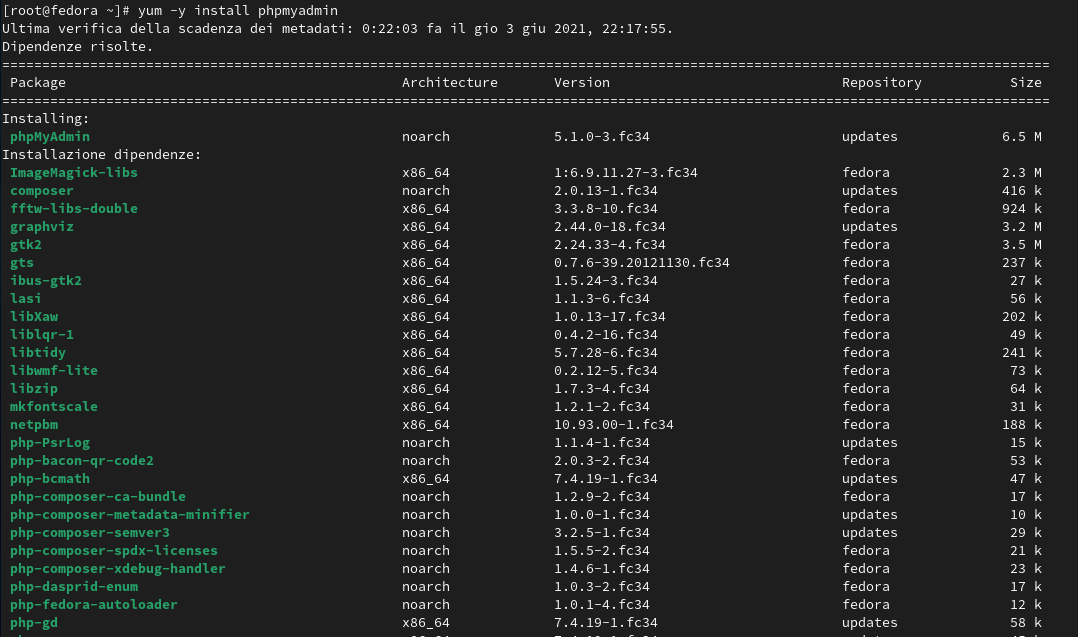 [root@fedora ~]# yum -y install phpmyadmin
Ultima verifica della scadenza dei metadati: 0:22:03 fa il gio 3 giu 2021, 22:17:55.
Dipendenze risolte.
===================================================================================================================================
Package Architecture Version Repository Size
===================================================================================================================================
Installing:
phpMyAdmin noarch 5.1.0-3.fc34 updates 6.5 M
Installazione dipendenze:
ImageMagick-libs x86_64 1:6.9.11.27-3.fc34 fedora 2.3 M
composer noarch 2.0.13-1.fc34 updates 416 k
fftw-libs-double x86_64 3.3.8-10.fc34 fedora 924 k
graphviz x86_64 2.44.0-18.fc34 updates 3.2 M
gtk2 x86_64 2.24.33-4.fc34 fedora 3.5 M
gts x86_64 0.7.6-39.20121130.fc34 fedora 237 k
ibus-gtk2 x86_64 1.5.24-3.fc34 fedora 27 k
lasi x86_64 1.1.3-6.fc34 fedora 56 k
libXaw x86_64 1.0.13-17.fc34 fedora 202 k
liblqr-1 x86_64 0.4.2-16.fc34 fedora 49 k
libtidy x86_64 5.7.28-6.fc34 fedora 241 k
libwmf-lite x86_64 0.2.12-5.fc34 fedora 73 k
libzip x86_64 1.7.3-4.fc34 fedora 64 k
mkfontscale x86_64 1.2.1-2.fc34 fedora 31 k
netpbm x86_64 10.93.00-1.fc34 fedora 188 k
php-PsrLog noarch 1.1.4-1.fc34 updates 15 k
php-bacon-qr-code2 noarch 2.0.3-2.fc34 fedora 53 k
php-bcmath x86_64 7.4.19-1.fc34 updates 47 k
php-composer-ca-bundle noarch 1.2.9-2.fc34 fedora 17 k
php-composer-metadata-minifier noarch 1.0.0-1.fc34 updates 10 k
php-composer-semver3 noarch 3.2.5-1.fc34 updates 29 k
php-composer-spdx-licenses noarch 1.5.5-2.fc34 fedora 21 k
php-composer-xdebug-handler noarch 1.4.6-1.fc34 fedora 23 k
php-dasprid-enum noarch 1.0.3-2.fc34 fedora 17 k
php-fedora-autoloader noarch 1.0.1-4.fc34 fedora 12 k
php-gd x86_64 7.4.19-1.fc34 updates 58 k